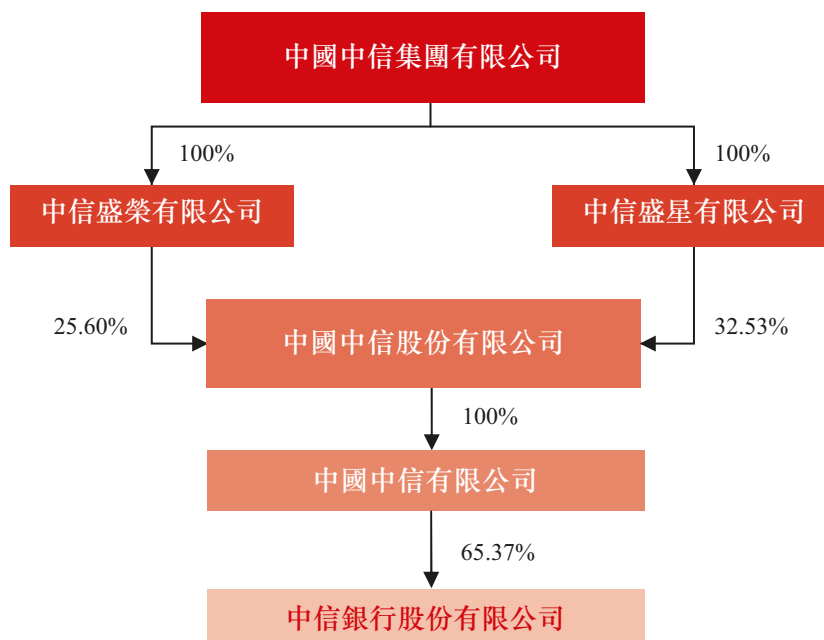 中國中信集團有限公司
100%
100%
中信盛榮有限公司
中信盛星有限公司
25.60%
32.53%
中國中信股份有限公司
100%
中國中信有限公司
65.37%
中信銀行股份有限公司